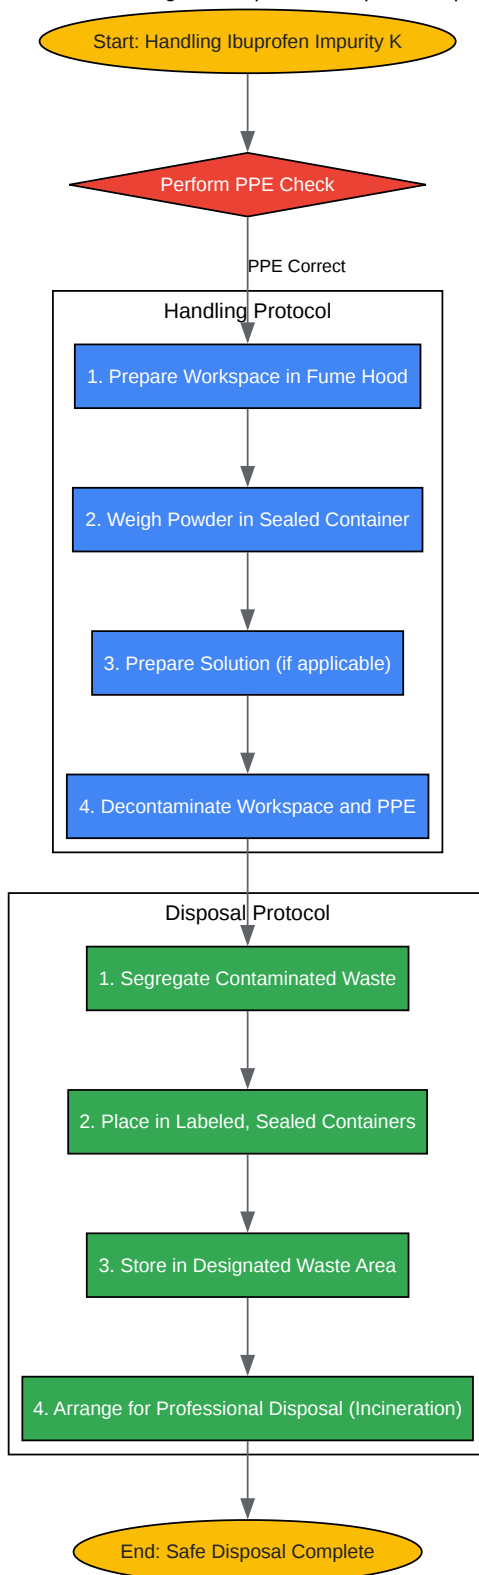 Start: Handling Ibuprofen Impurity K
Perform PPE Check
PPE Correct
Handling Protocol
1. Prepare Workspace in Fume Hood
2. Weigh Powder in Sealed Container
3. Prepare Solution (if applicable)
4. Decontaminate Workspace and PPE
Disposal Protocol
1. Segregate Contaminated Waste
2. Place in Labeled, Sealed Containers
3. Store in Designated Waste Area
4. Arrange for Professional Disposal (Incineration)
End: Safe Disposal Complete